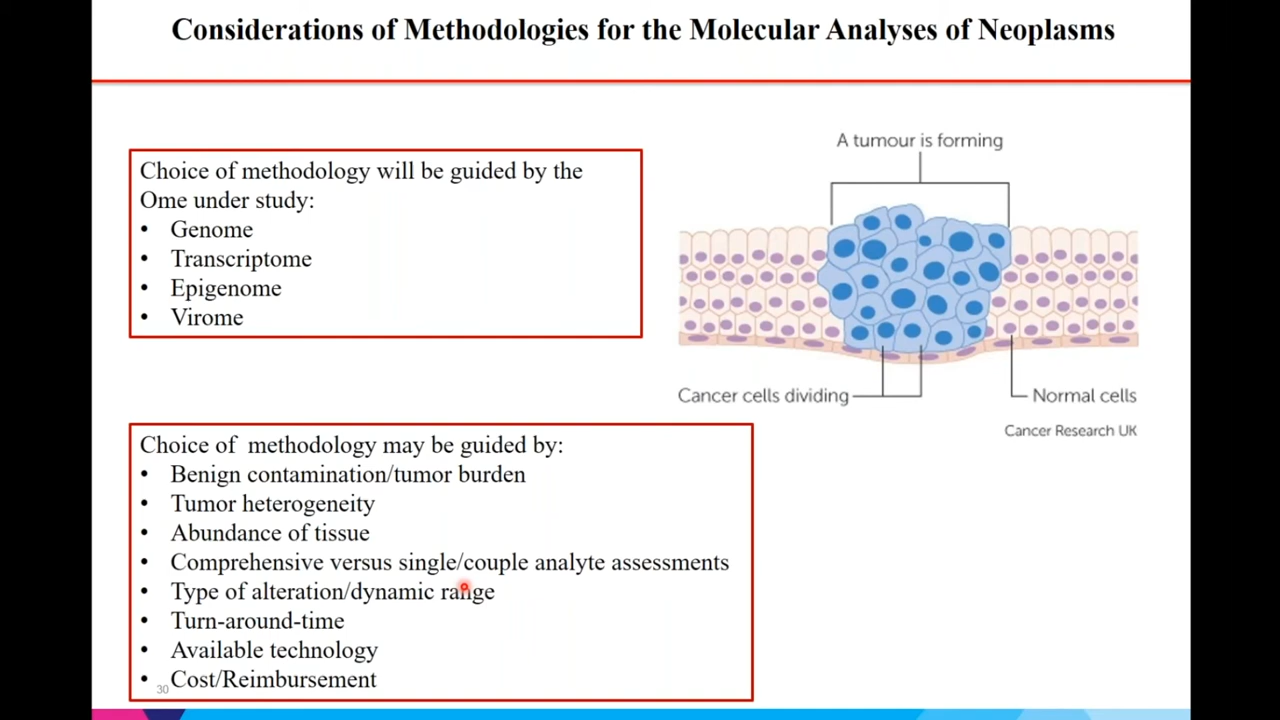 Considerations of Methodologies for the Molecular Analyses of Neoplasms
Choice of methodology will be guided by the
Ome under study:
• Genome
• Transcriptome
• Epigenome
• Virome
A tumour is forming
Cancer cells dividing
Normal cells
Cancer Research UK
Choice of methodology may be guided by:
• Benign contamination/tumor burden
• Tumor heterogeneity
• Abundance of tissue
• Comprehensive versus single/couple analyte assessments
• Type of alteration/dynamic range
• Turn-around-time
• Available technology
• Cost/Reimbursement
30